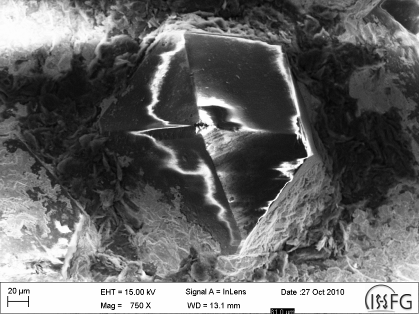 20 µm
EHT = 15.00 kV
Signal A = InLens
Date :27 Oct 2010
Mag = 750 X
WD = 13.1 mm
ISSFG